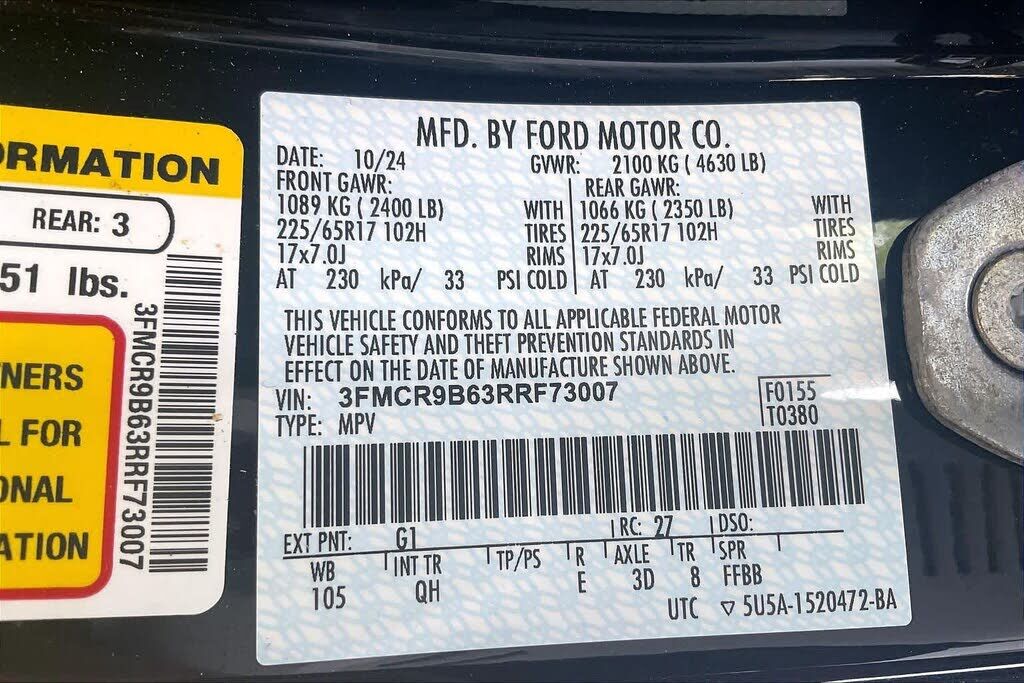 RMATION
REAR: 3
51 lbs.
3FMCR9B63RRF73007
NERS
L FOR
ONAL
ATION
MFD. BY FORD MOTOR CO.
DATE: 10/24 GVWR: 2100 KG ( 4630 LB)
FRONT GAWR: REAR GAWR:
1089 KG ( 2400 LB) WITH 1066 KG ( 2350 LB) WITH
225/65R17 102H TIRES 225/65R17 102H TIRES
17x7.0J RIMS 17x7.0J RIMS
AT 230 kPa/ 33 PSI COLD AT 230 kPa/ 33 PSI COLD
THIS VEHICLE CONFORMS TO ALL APPLICABLE FEDERAL MOTOR
VEHICLE SAFETY AND THEFT PREVENTION STANDARDS IN
EFFECT ON THE DATE OF MANUFACTURE SHOWN ABOVE.
VIN: 3FMCR9B63RRF73007 F0155
TYPE: MPV T0380
EXT PNT: G1 RC: 27 DSO:
WB INT TR TP/PS R AXLE TR SPR
105 QH E 3D 8 FFBB
UTC ▽ 5U5A-1520472-BA